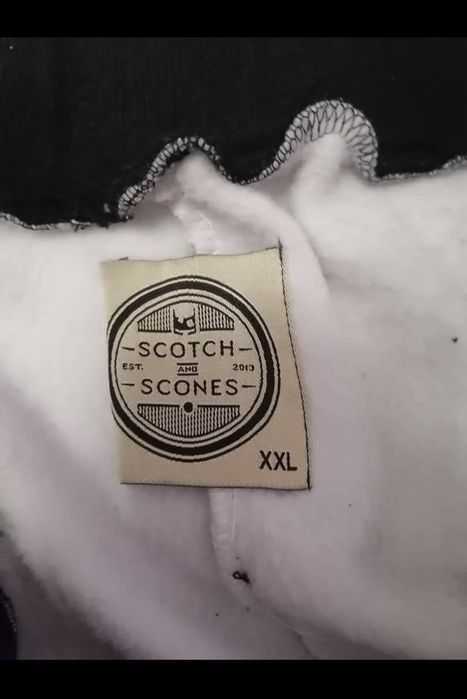 SCOTCH
EST. AND 2013
SCONES
XXL